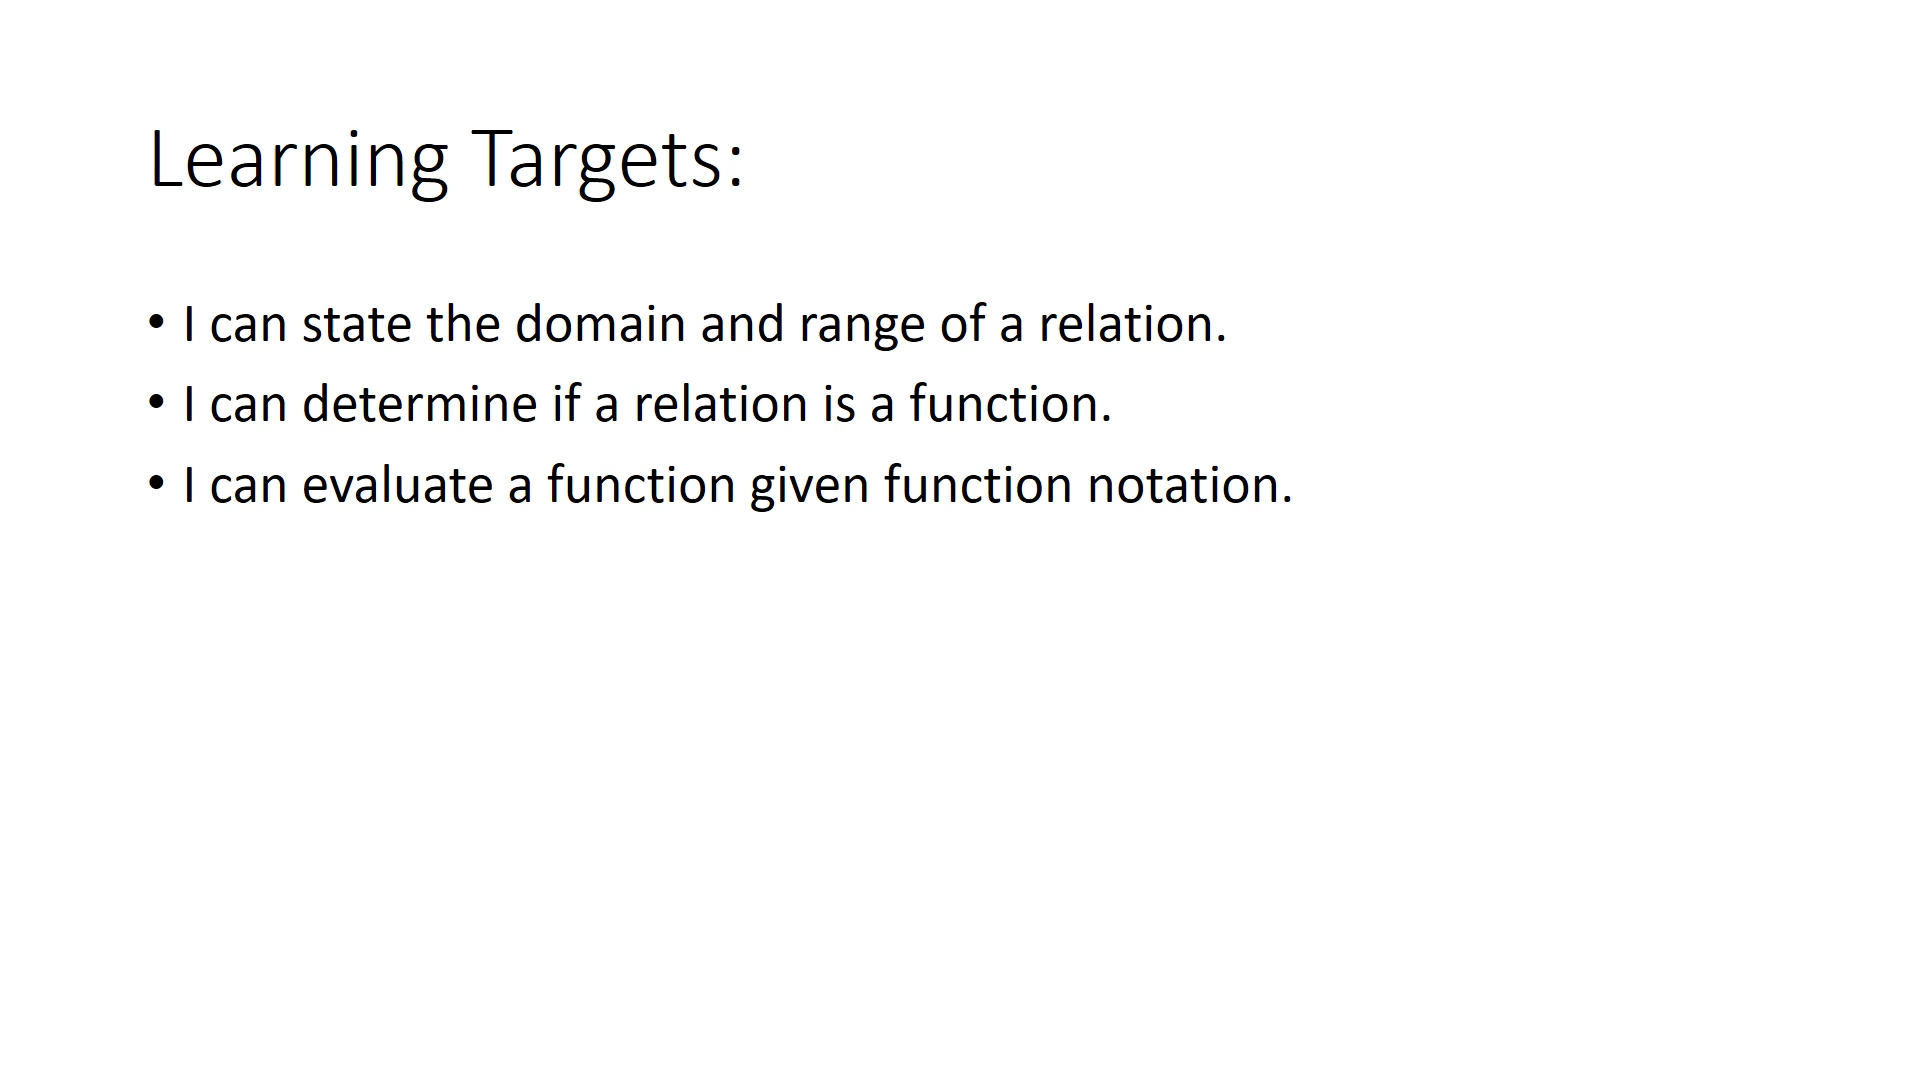 Learning Targets:
• I can state the domain and range of a relation.
• I can determine if a relation is a function.
• I can evaluate a function given function notation.